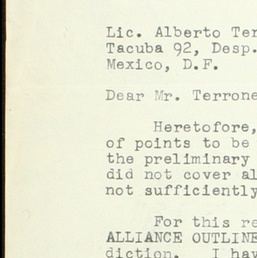 Lic. Alberto Ter
Tacuba 92, Desp.
Mexico, D.F.
Dear Mr. Terrone
Heretofore,
of points to be
the preliminary
did not cover al
not sufficiently
For this re
ALLIANCE OUTLINE
diction. I hav